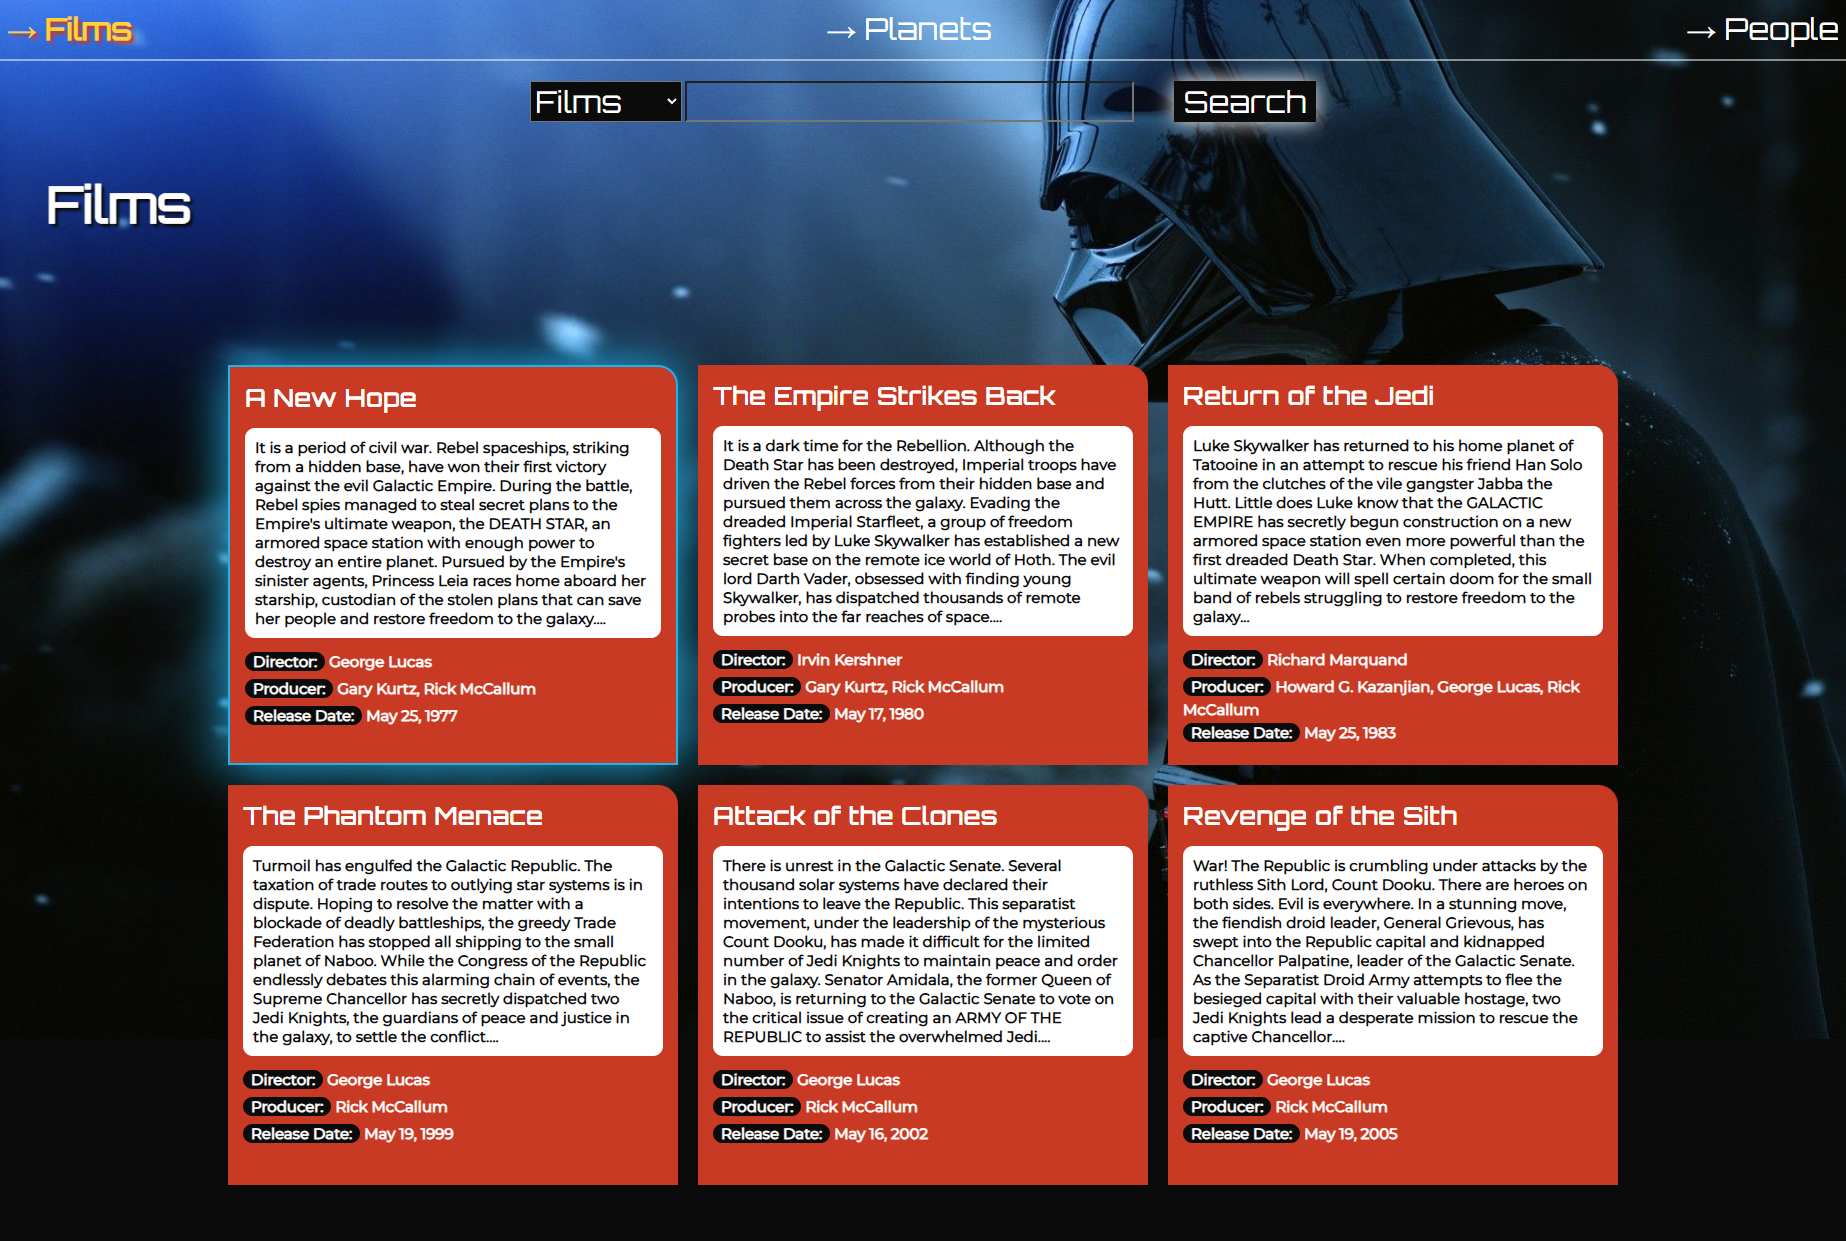 → Films
→ Planets
→ People
Films
Search
Films
A New Hope
It is a period of civil war. Rebel spaceships, striking
from a hidden base, have won their first victory
against the evil Galactic Empire. During the battle,
Rebel spies managed to steal secret plans to the
Empire's ultimate weapon, the DEATH STAR, an
armored space station with enough power to
destroy an entire planet. Pursued by the Empire's
sinister agents, Princess Leia races home aboard her
starship, custodian of the stolen plans that can save
her people and restore freedom to the galaxy....
Director: George Lucas
Producer: Gary Kurtz, Rick McCallum
Release Date: May 25, 1977
The Empire Strikes Back
It is a dark time for the Rebellion. Although the
Death Star has been destroyed, Imperial troops have
driven the Rebel forces from their hidden base and
pursued them across the galaxy. Evading the
dreaded Imperial Starfleet, a group of freedom
fighters led by Luke Skywalker has established a new
secret base on the remote ice world of Hoth. The evil
lord Darth Vader, obsessed with finding young
Skywalker, has dispatched thousands of remote
probes into the far reaches of space....
Director: Irvin Kershner
Producer: Gary Kurtz, Rick McCallum
Release Date: May 17, 1980
Return of the Jedi
Luke Skywalker has returned to his home planet of
Tatooine in an attempt to rescue his friend Han Solo
from the clutches of the vile gangster Jabba the
Hutt. Little does Luke know that the GALACTIC
EMPIRE has secretly begun construction on a new
armored space station even more powerful than the
first dreaded Death Star. When completed, this
ultimate weapon will spell certain doom for the small
band of rebels struggling to restore freedom to the
galaxy...
Director: Richard Marquand
Producer: Howard G. Kazanjian, George Lucas, Rick
McCallum
Release Date: May 25, 1983
The Phantom Menace
Turmoil has engulfed the Galactic Republic. The
taxation of trade routes to outlying star systems is in
dispute. Hoping to resolve the matter with a
blockade of deadly battleships, the greedy Trade
Federation has stopped all shipping to the small
planet of Naboo. While the Congress of the Republic
endlessly debates this alarming chain of events, the
Supreme Chancellor has secretly dispatched two
Jedi Knights, the guardians of peace and justice in
the galaxy, to settle the conflict....
Director: George Lucas
Producer: Rick McCallum
Release Date: May 19, 1999
Attack of the Clones
There is unrest in the Galactic Senate. Several
thousand solar systems have declared their
intentions to leave the Republic. This separatist
movement, under the leadership of the mysterious
Count Dooku, has made it difficult for the limited
number of Jedi Knights to maintain peace and order
in the galaxy. Senator Amidala, the former Queen of
Naboo, is returning to the Galactic Senate to vote on
the critical issue of creating an ARMY OF THE
REPUBLIC to assist the overwhelmed Jedi....
Director: George Lucas
Producer: Rick McCallum
Release Date: May 16, 2002
Revenge of the Sith
War! The Republic is crumbling under attacks by the
ruthless Sith Lord, Count Dooku. There are heroes on
both sides. Evil is everywhere. In a stunning move,
the fiendish droid leader, General Grievous, has
swept into the Republic capital and kidnapped
Chancellor Palpatine, leader of the Galactic Senate.
As the Separatist Droid Army attempts to flee the
besieged capital with their valuable hostage, two
Jedi Knights lead a desperate mission to rescue the
captive Chancellor....
Director: George Lucas
Producer: Rick McCallum
Release Date: May 19, 2005